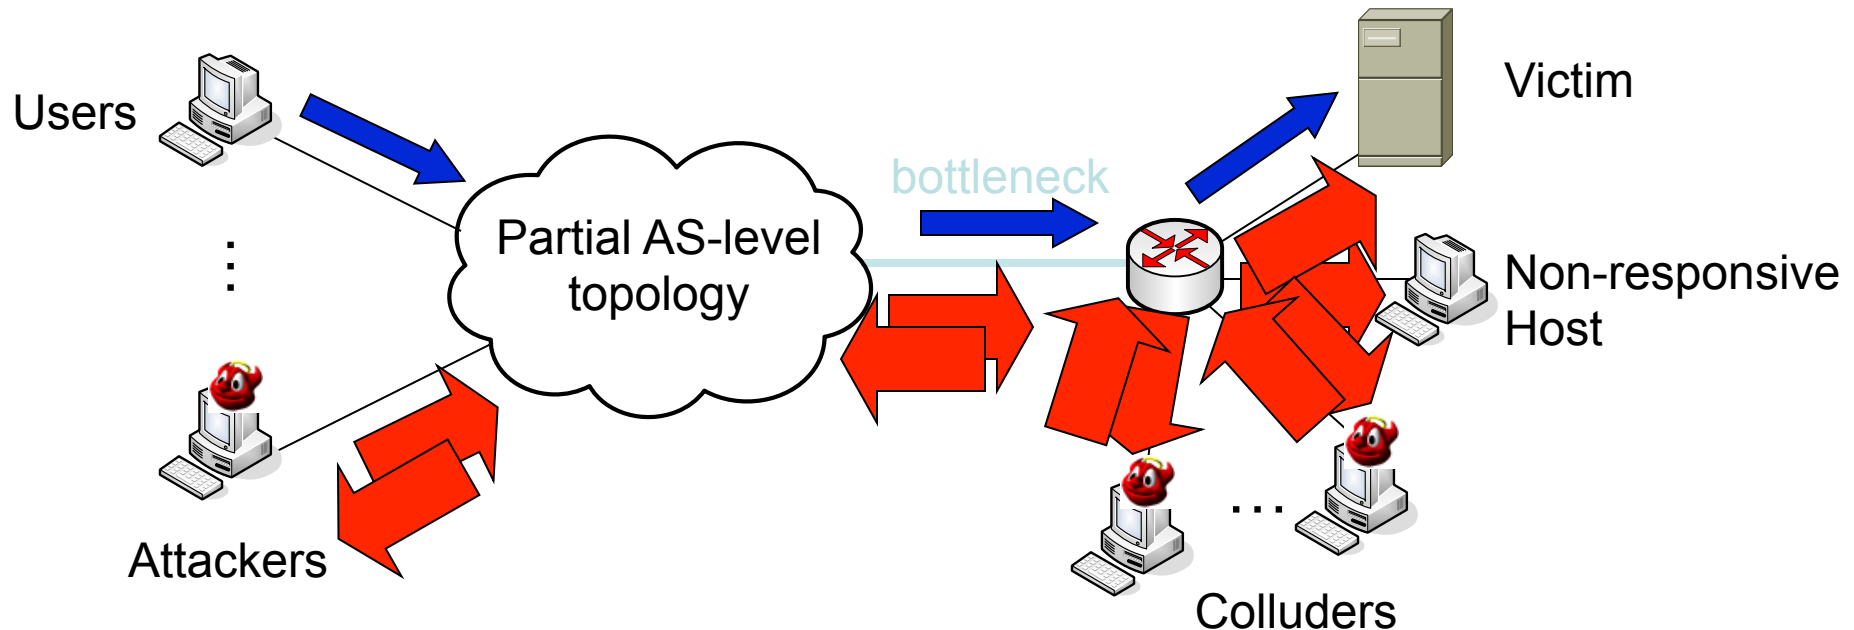 Users
bottleneck
Victim
Partial AS-level
topology
Non-responsive
Host
Attackers
Colluders